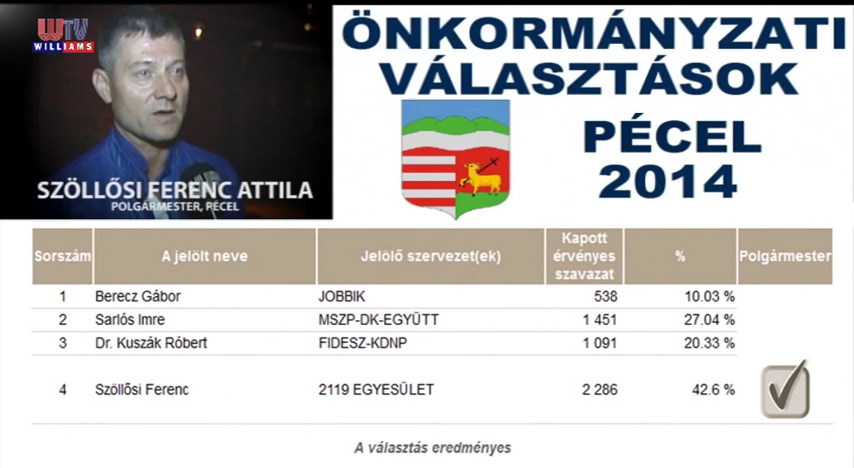 WTV
WILLIAMS
SZÖLLŐSI FERENC ATTILA
POLGÁRMESTER, PÉCEL
ÖNKORMÁNYZATI
VÁLASZTÁSOK
PÉCEL
2014
Sorszám A jelölt neve Jelölő szervezet(ek) Kapott érvényes szavazat % Polgármester
1 Berecz Gábor JOBBIK 538 10.03 %
2 Sarlós Imre MSZP-DK-EGYÜTT 1 451 27.04 %
3 Dr. Kuszák Róbert FIDESZ-KDNP 1 091 20.33 %
4 Szöllősi Ferenc 2119 EGYESÜLET 2 286 42.6 %
A választás eredményes